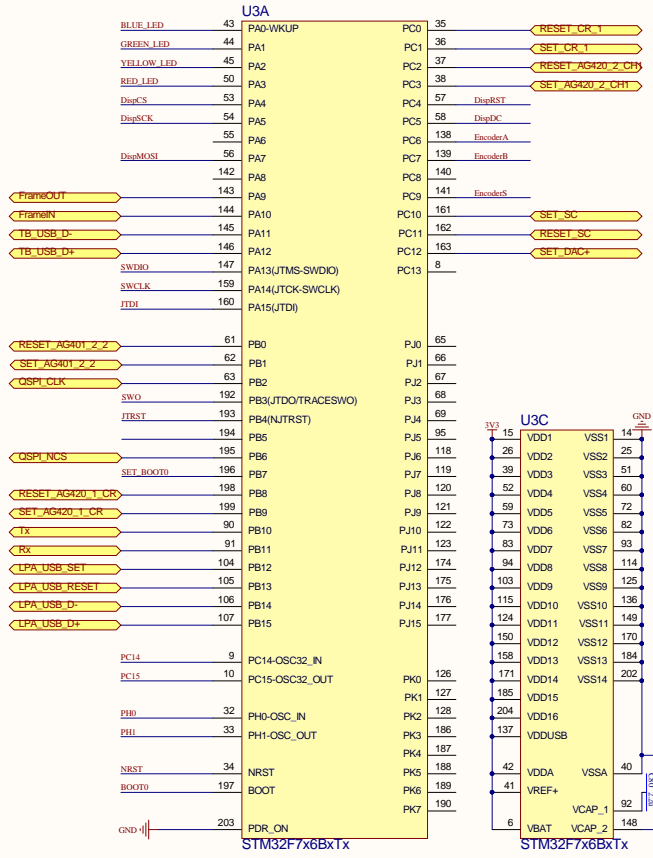 U3A
BLUE_LED 43 PA0-WKUP PC0 35 RESET_CR_1
GREEN_LED 44 PA1 PC1 36 SET_CR_1
YELLOW_LED 45 PA2 PC2 37 RESET_AG420_2_CH1
RED_LED 50 PA3 PC3 38 SET_AG420_2_CH1
DispCS 53 PA4 PC4 57 DispRST
DispSCK 54 PA5 PC5 58 DispDC
55 PA6 PC6 138 EncoderA
DispMOSI 56 PA7 PC7 139 EncoderB
142 PA8 PC8 140
FrameOUT 143 PA9 PC9 141 EncoderS
FrameIN 144 PA10 PC10 161 SET_SC
TB_USB_D- 145 PA11 PC11 162 RESET_SC
TB_USB_D+ 146 PA12 PC12 163 SET_DAC+
SWDIO 147 PA13(JTMS-SWDIO) PC13 8
SWCLK 159 PA14(JTCK-SWCLK)
JTDI 160 PA15(JTDI)
RESET_AG401_2_2 61 PB0 PJ0 65
SET_AG401_2_2 62 PB1 PJ1 66
QSPI_CLK 63 PB2 PJ2 67
SWO 192 PB3(JTDO/TRACESWO) PJ3 68
JTRST 193 PB4(NJTRST) PJ4 69
194 PB5 PJ5 95
QSPI_NCS 195 PB6 PJ6 118
SET_BOOT0 196 PB7 PJ7 119
RESET_AG420_1_CR 198 PB8 PJ8 120
SET_AG420_1_CR 199 PB9 PJ9 121
Tx 90 PB10 PJ10 122
Rx 91 PB11 PJ11 123
LPA_USB_SET 104 PB12 PJ12 174
LPA_USB_RESET 105 PB13 PJ13 175
LPA_USB_D- 106 PB14 PJ14 176
LPA_USB_D+ 107 PB15 PJ15 177
PC14 9 PC14-OSC32_IN
PC15 10 PC15-OSC32_OUT PK0 126
PK1 127
PH0 32 PH0-OSC_IN PK2 128
PH1 33 PH1-OSC_OUT PK3 186
PK4 187
NRST 34 NRST PK5 188
BOOT0 197 BOOT PK6 189
PK7 190
GND 203 PDR_ON
STM32F7x6BxTx
U3C
3V3 GND
15 VDD1 VSS1 14
26 VDD2 VSS2 25
39 VDD3 VSS3 51
52 VDD4 VSS4 60
59 VDD5 VSS5 72
73 VDD6 VSS6 82
83 VDD7 VSS7 93
94 VDD8 VSS8 114
103 VDD9 VSS9 125
115 VDD10 VSS10 136
124 VDD11 VSS11 149
150 VDD12 VSS12 170
158 VDD13 VSS13 184
171 VDD14 VSS14 202
185 VDD15
204 VDD16
137 VDDUSB
42 VDDA VSSA 40
41 VREF+
VCAP_1 92
6 VBAT VCAP_2 148
STM32F7x6BxTx